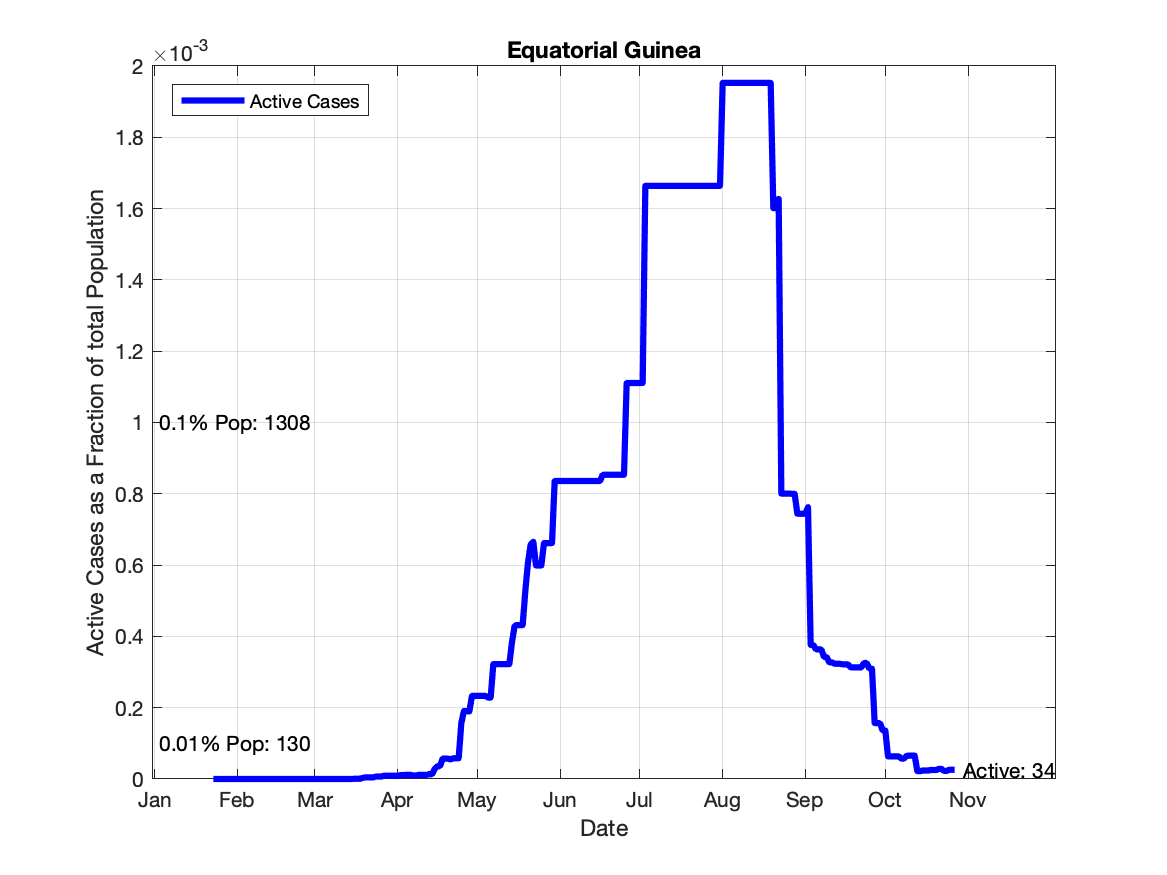 Equatorial Guinea
×10-3
Active Cases
2
1.8
1.6
1.4
1.2
1
0.8
0.6
0.4
0.2
0
Active Cases as a Fraction of total Population
0.1% Pop: 1308
0.01% Pop: 130
Active: 34
Jan Feb Mar Apr May Jun Jul Aug Sep Oct Nov
Date